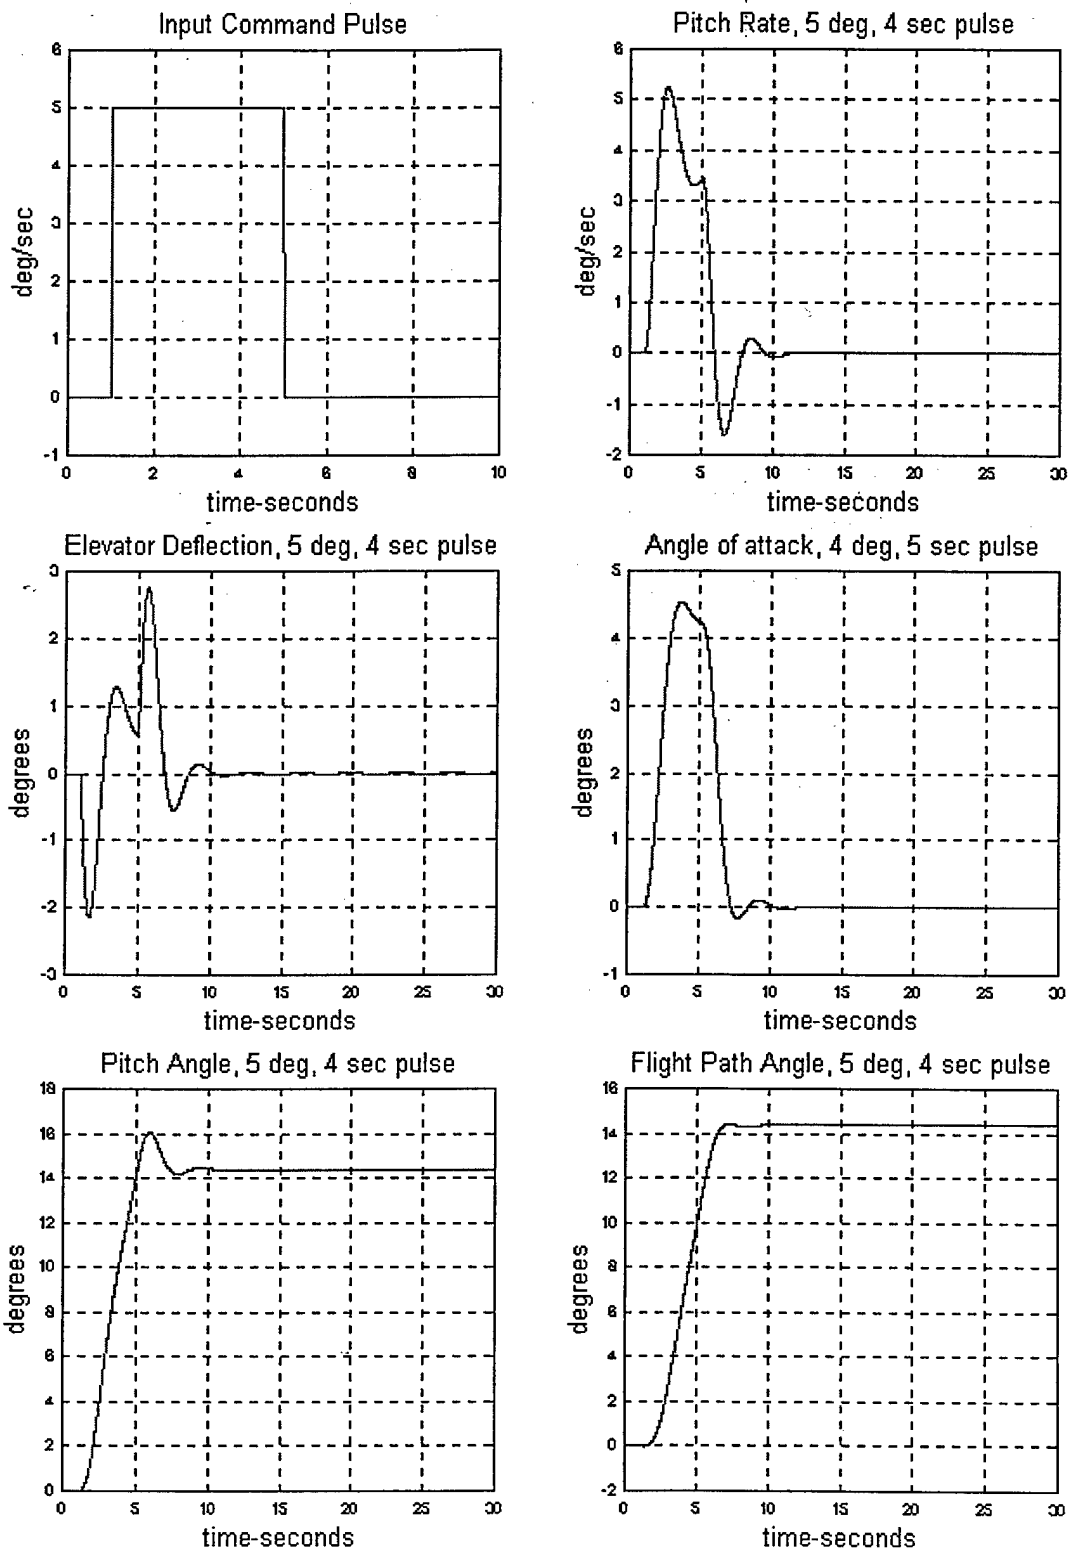 Input Command Pulse
6
5
4
3
2
1
0
-1
deg/sec
0 2 4 6 8 10
time-seconds
Pitch Rate, 5 deg, 4 sec pulse
6
5
4
3
2
1
0
-1
-2
deg/sec
0 5 10 15 20 25 30
time-seconds
Elevator Deflection, 5 deg, 4 sec pulse
3
2
1
0
-1
-2
-3
degrees
0 5 10 15 20 25 30
time-seconds
Angle of attack, 4 deg, 5 sec pulse
5
4
3
2
1
0
-1
degrees
0 5 10 15 20 25 30
time-seconds
Pitch Angle, 5 deg, 4 sec pulse
18
16
14
12
10
8
6
4
2
0
degrees
0 5 10 15 20 25 30
time-seconds
Flight Path Angle, 5 deg, 4 sec pulse
16
14
12
10
8
6
4
2
0
-2
degrees
0 5 10 15 20 25 30
time-seconds